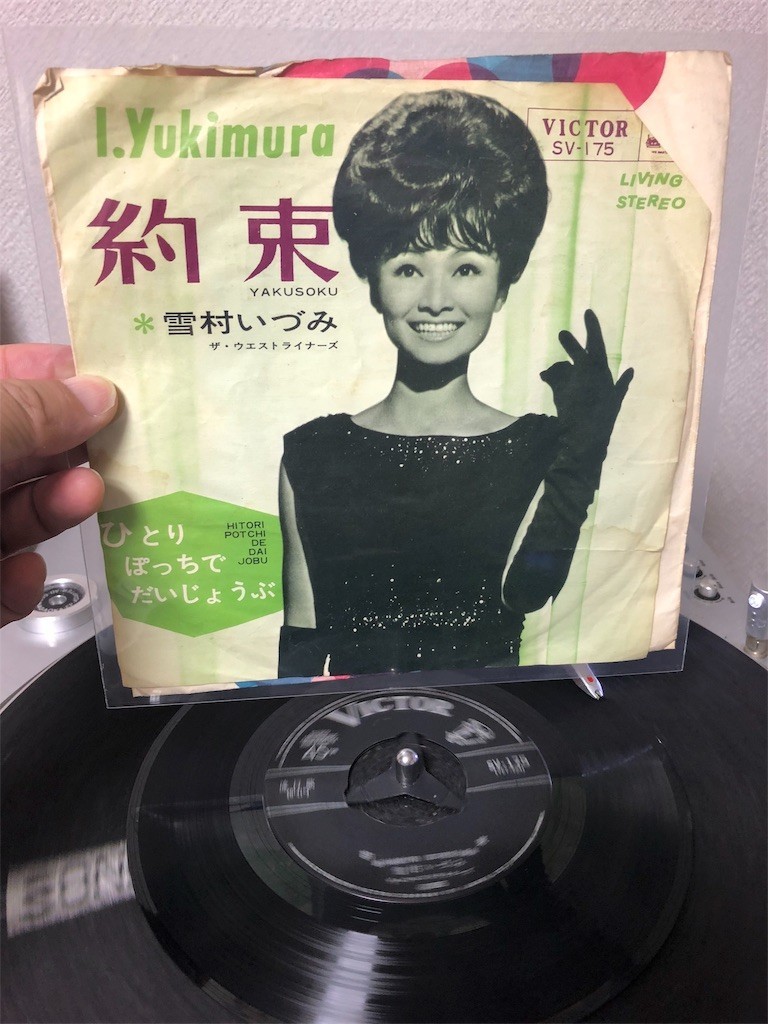 I.Yukimura
VICTOR
SV-175
LIVING
STEREO
約束
YAKUSOKU
*雪村いづみ
ザ・ウエストライナーズ
ひとり
ぽっちで
だいじょうぶ
HITORI
POTCHI
DE
DAI
JOBU
VICTOR